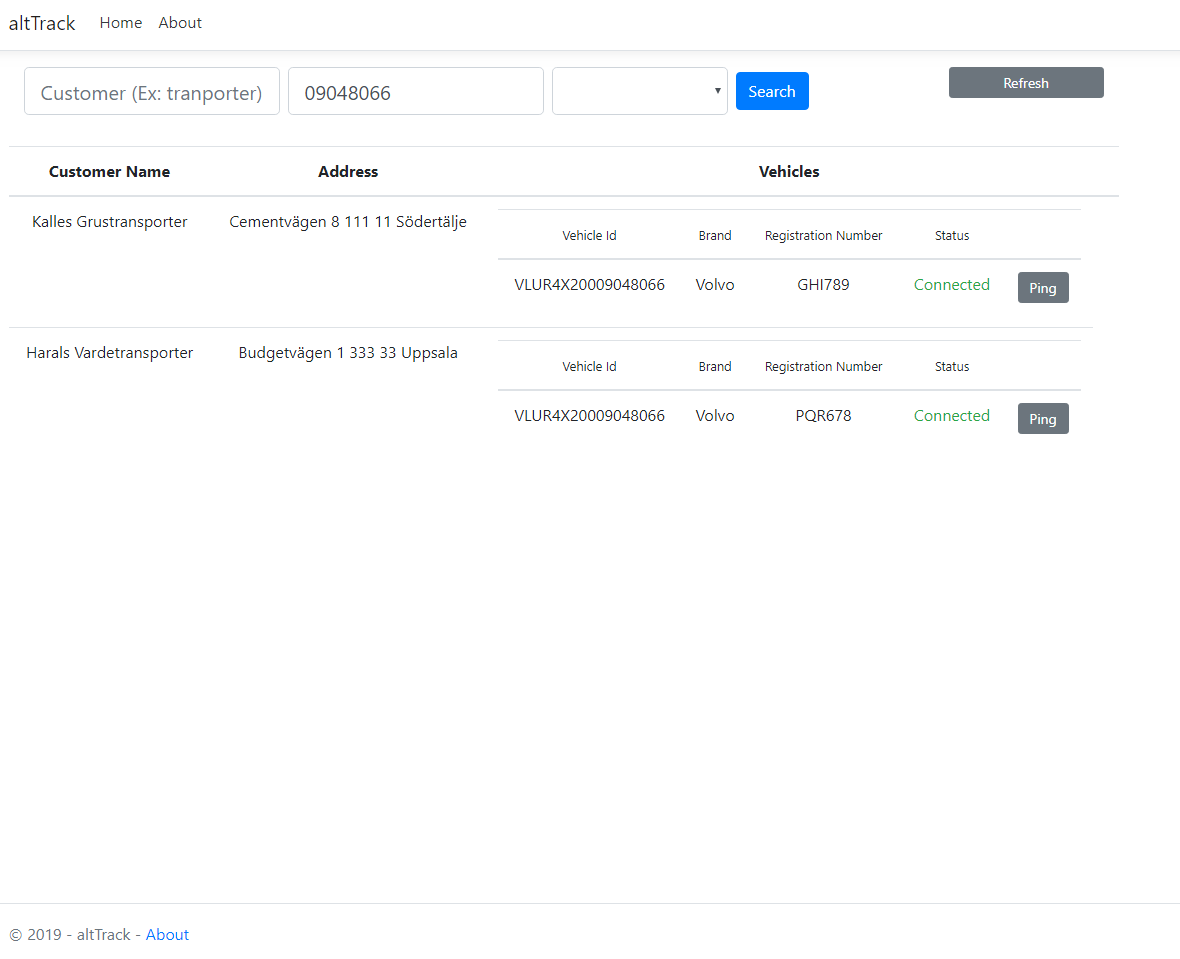 altTrack Home About
Customer (Ex: tranporter) 09048066 Search Refresh
Customer Name Address Vehicles
Kalles Grustransporter Cementvägen 8 111 11 Södertälje
Vehicle Id Brand Registration Number Status
VLUR4X20009048066 Volvo GHI789 Connected Ping
Harals Vardetransporter Budgetvägen 1 333 33 Uppsala
Vehicle Id Brand Registration Number Status
VLUR4X20009048066 Volvo PQR678 Connected Ping
© 2019 - altTrack - About